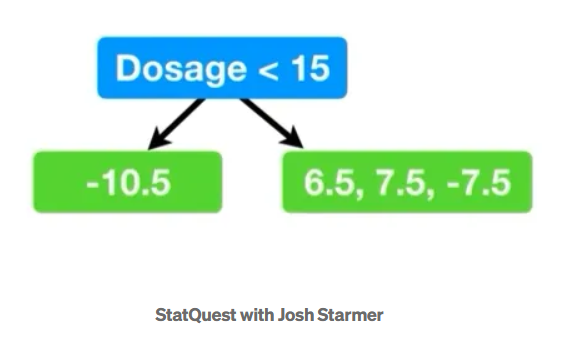 Dosage < 15
-10.5
6.5, 7.5, -7.5
StatQuest with Josh Starmer